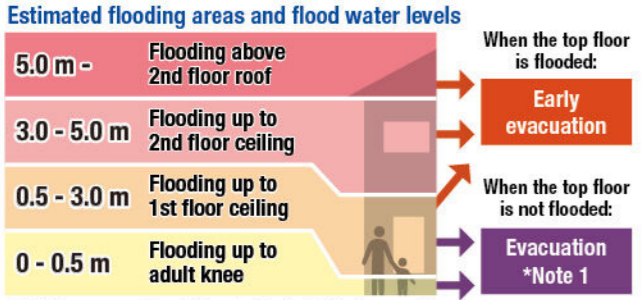 Estimated flooding areas and flood water levels
5.0 m -
Flooding above
2nd floor roof
3.0 - 5.0 m
Flooding up to
2nd floor ceiling
0.5 - 3.0 m
Flooding up to
1st floor ceiling
0 - 0.5 m
Flooding up to
adult knee
When the top floor
is flooded:
Early
evacuation
When the top floor
is not flooded:
Evacuation
*Note 1